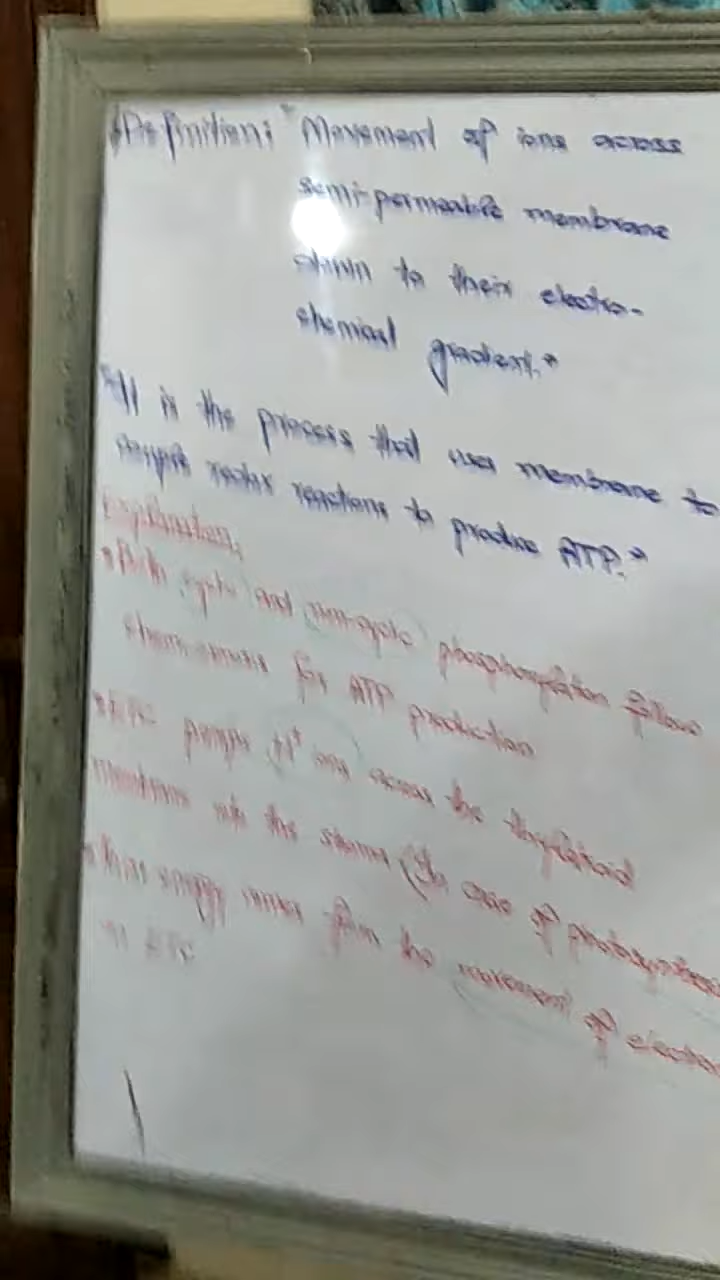 Definition: "Movement of ions across
semi-permeable membrane
down to their electro-
chemical gradient."
"It is the process that uses membrane to
couple redox reactions to produce ATP."
Explanation:
Both cyclic and non-cyclic phosphorylation follow
chemiosmosis for ATP production
ETC pumps H+ ions across the thylakoid
membrane into the stroma (In case of photosynthesis
This energy comes from the movement of electrons
ETC